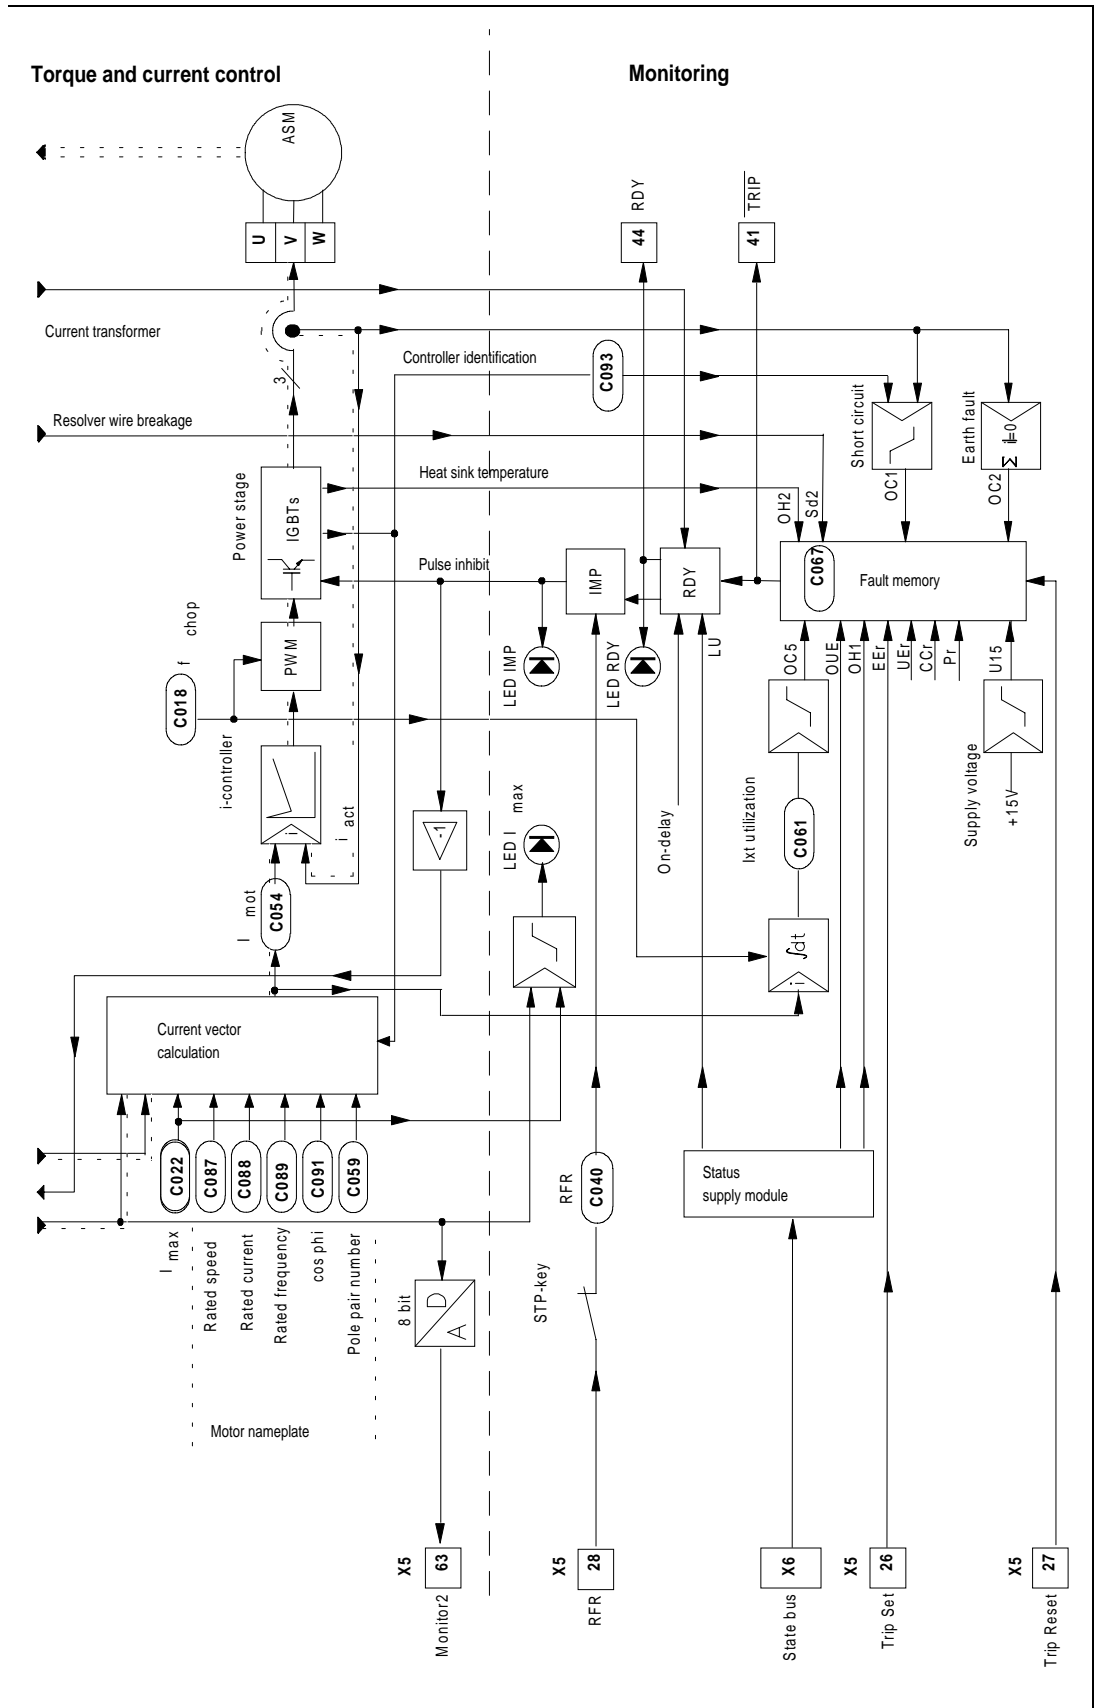 Torque and current control
Monitoring
ASM
U
V
W
44
RDY
41
TRIP
Current transformer
3
Controller identification
C093
Resolver wire breakage
Short circuit
OC1
Earth fault
Σ i=0
OC2
Power stage
IGBTs
Heat sink temperature
OH2
Sd2
Pulse inhibit
IMP
RDY
C067
Fault memory
f chop
C018
PWM
LED IMP
LED RDY
LU
OC5
OUE
OH1
EEr
UEr
CCr
Pr
U15
i-controller
i
i act
-1
LED I max
On-delay
Ixt utilization
C061
Supply voltage
+15V
I mot
C054
i
∫dt
Current vector
calculation
C022
C087
C088
C089
C091
C059
RFR
C040
Status
supply module
I max
Rated speed
Rated current
Rated frequency
cos phi
Pole pair number
8 bit
D
A
STP-key
Motor nameplate
X5
63
Monitor2
X5
28
RFR
X6
State bus
X5
26
Trip Set
X5
27
Trip Reset